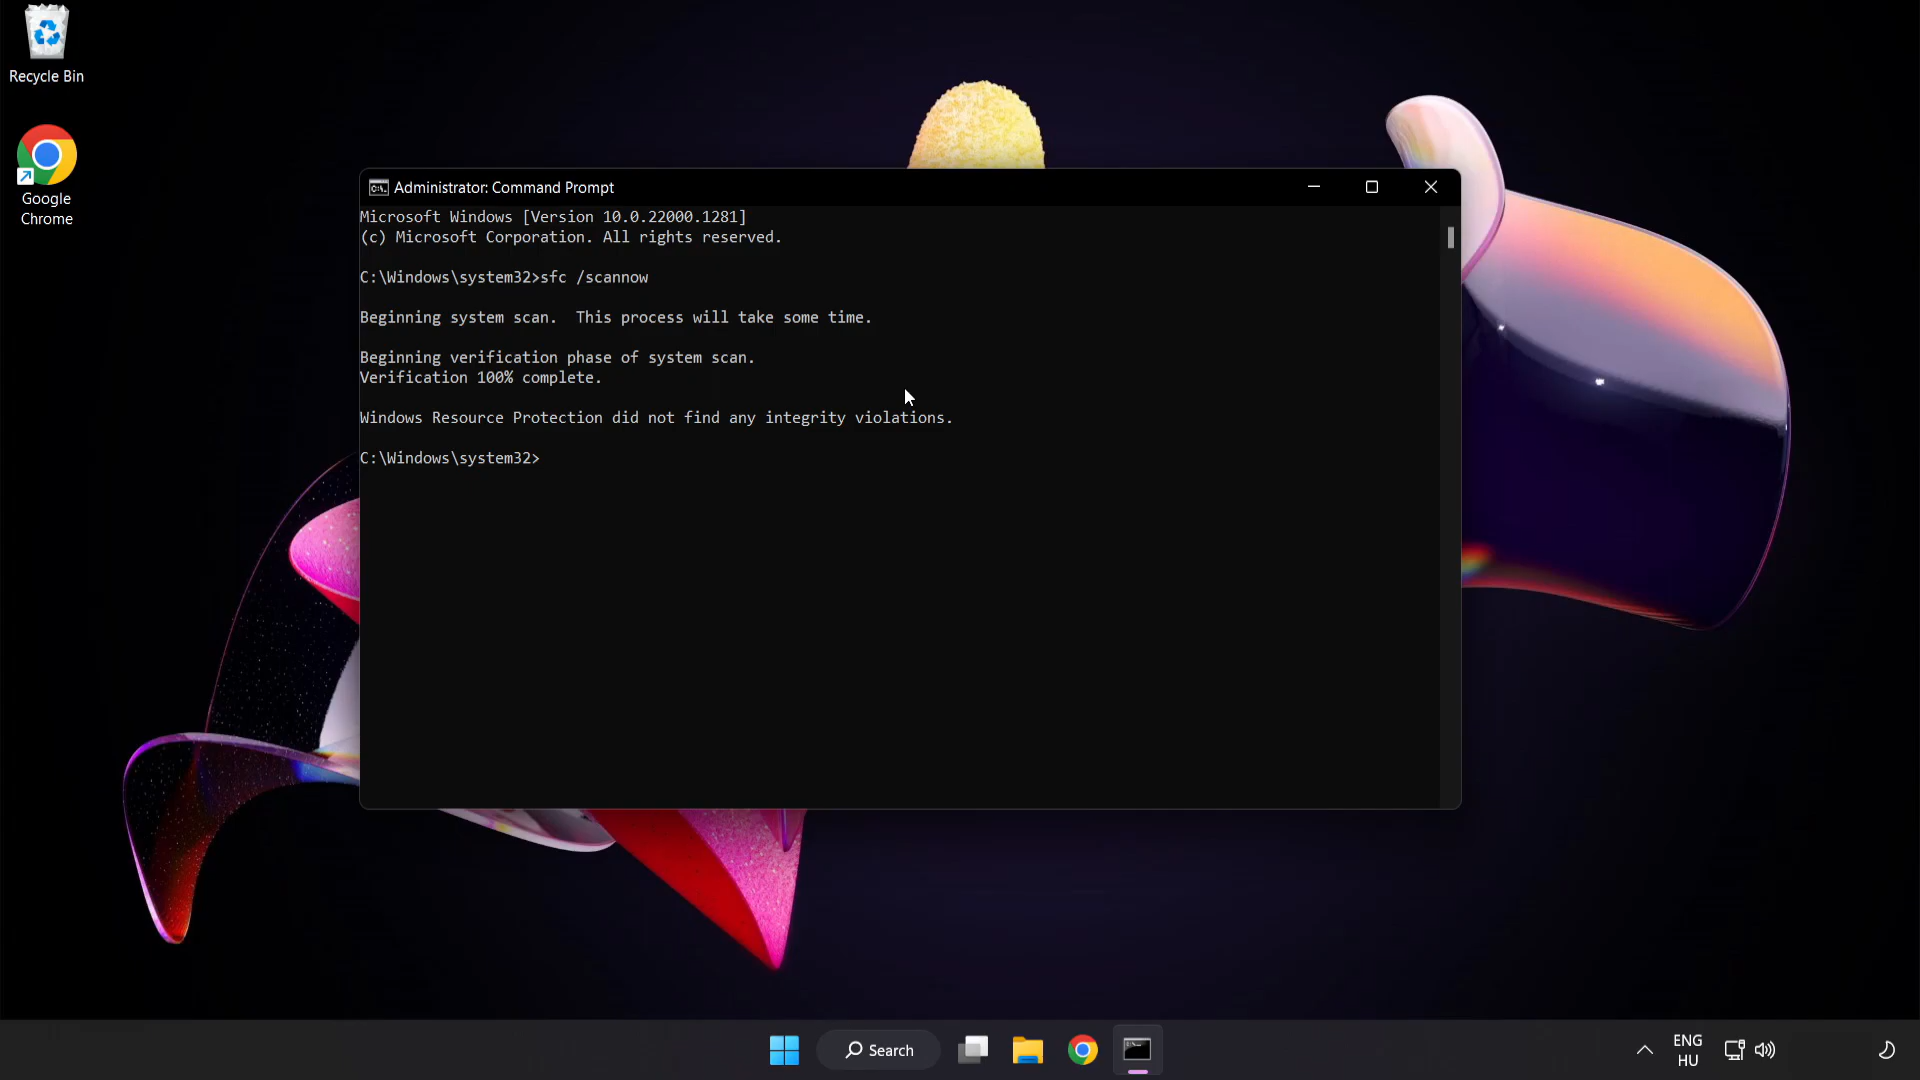 Recycle Bin
Google
Chrome
Administrator: Command Prompt
Microsoft Windows [Version 10.0.22000.1281]
(c) Microsoft Corporation. All rights reserved.
C:\Windows\system32>sfc /scannow
Beginning system scan.  This process will take some time.
Beginning verification phase of system scan.
Verification 100% complete.
Windows Resource Protection did not find any integrity violations.
C:\Windows\system32>
Search
ENG
HU